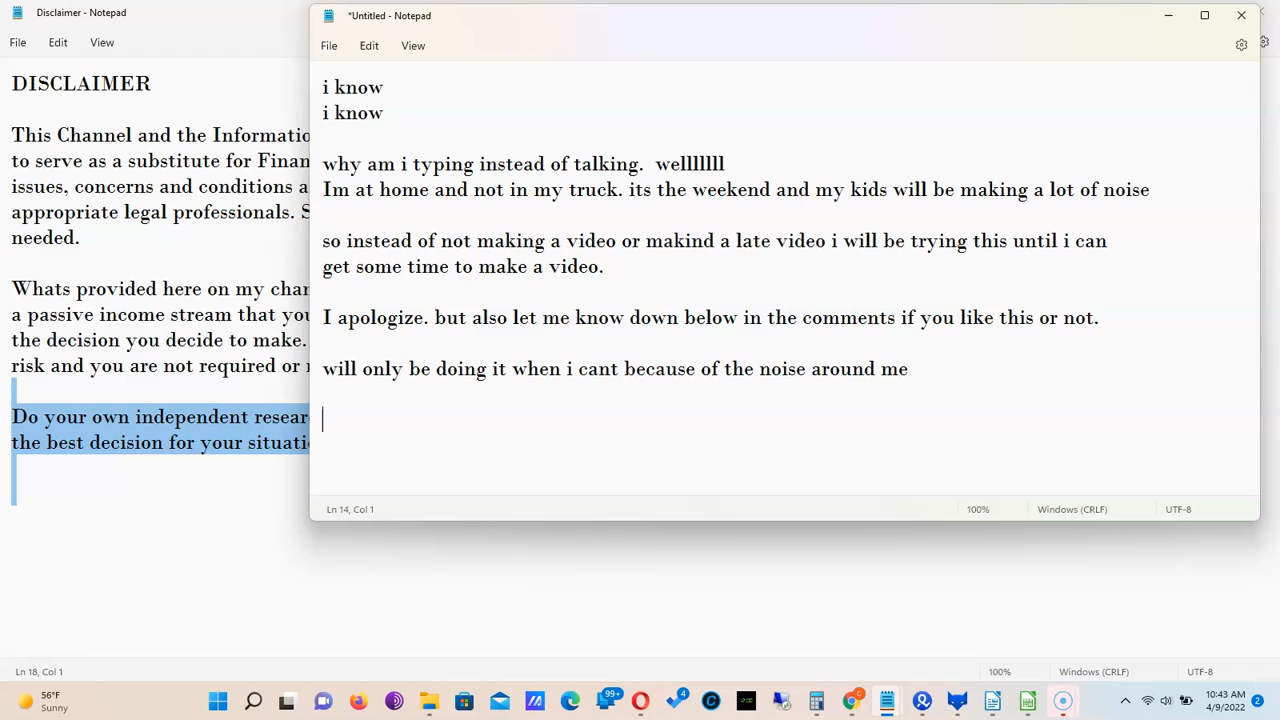 Disclaimer - Notepad
File Edit View
DISCLAIMER
This Channel and the
to serve as a substitute for
issues, concerns and conditions
appropriate legal professionals.
needed.
Whats provided here on my
a passive income stream that
the decision you decide to make.
risk and you are not required or
Do your own independent
the best decision for your
Ln 18, Col 1
100%
Windows (CRLF)
UTF-8
*Untitled - Notepad
File Edit View
i know
i know
why am i typing instead of talking.  welllllll
Im at home and not in my truck. its the weekend and my kids will be making a lot of noise
so instead of not making a video or makind a late video i will be trying this until i can
get some time to make a video.
I apologize. but also let me know down below in the comments if you like this or not.
will only be doing it when i cant because of the noise around me
Ln 14, Col 1
100%
Windows (CRLF)
UTF-8
56°F
Sunny
99+
4
10:43 AM
4/9/2022
2